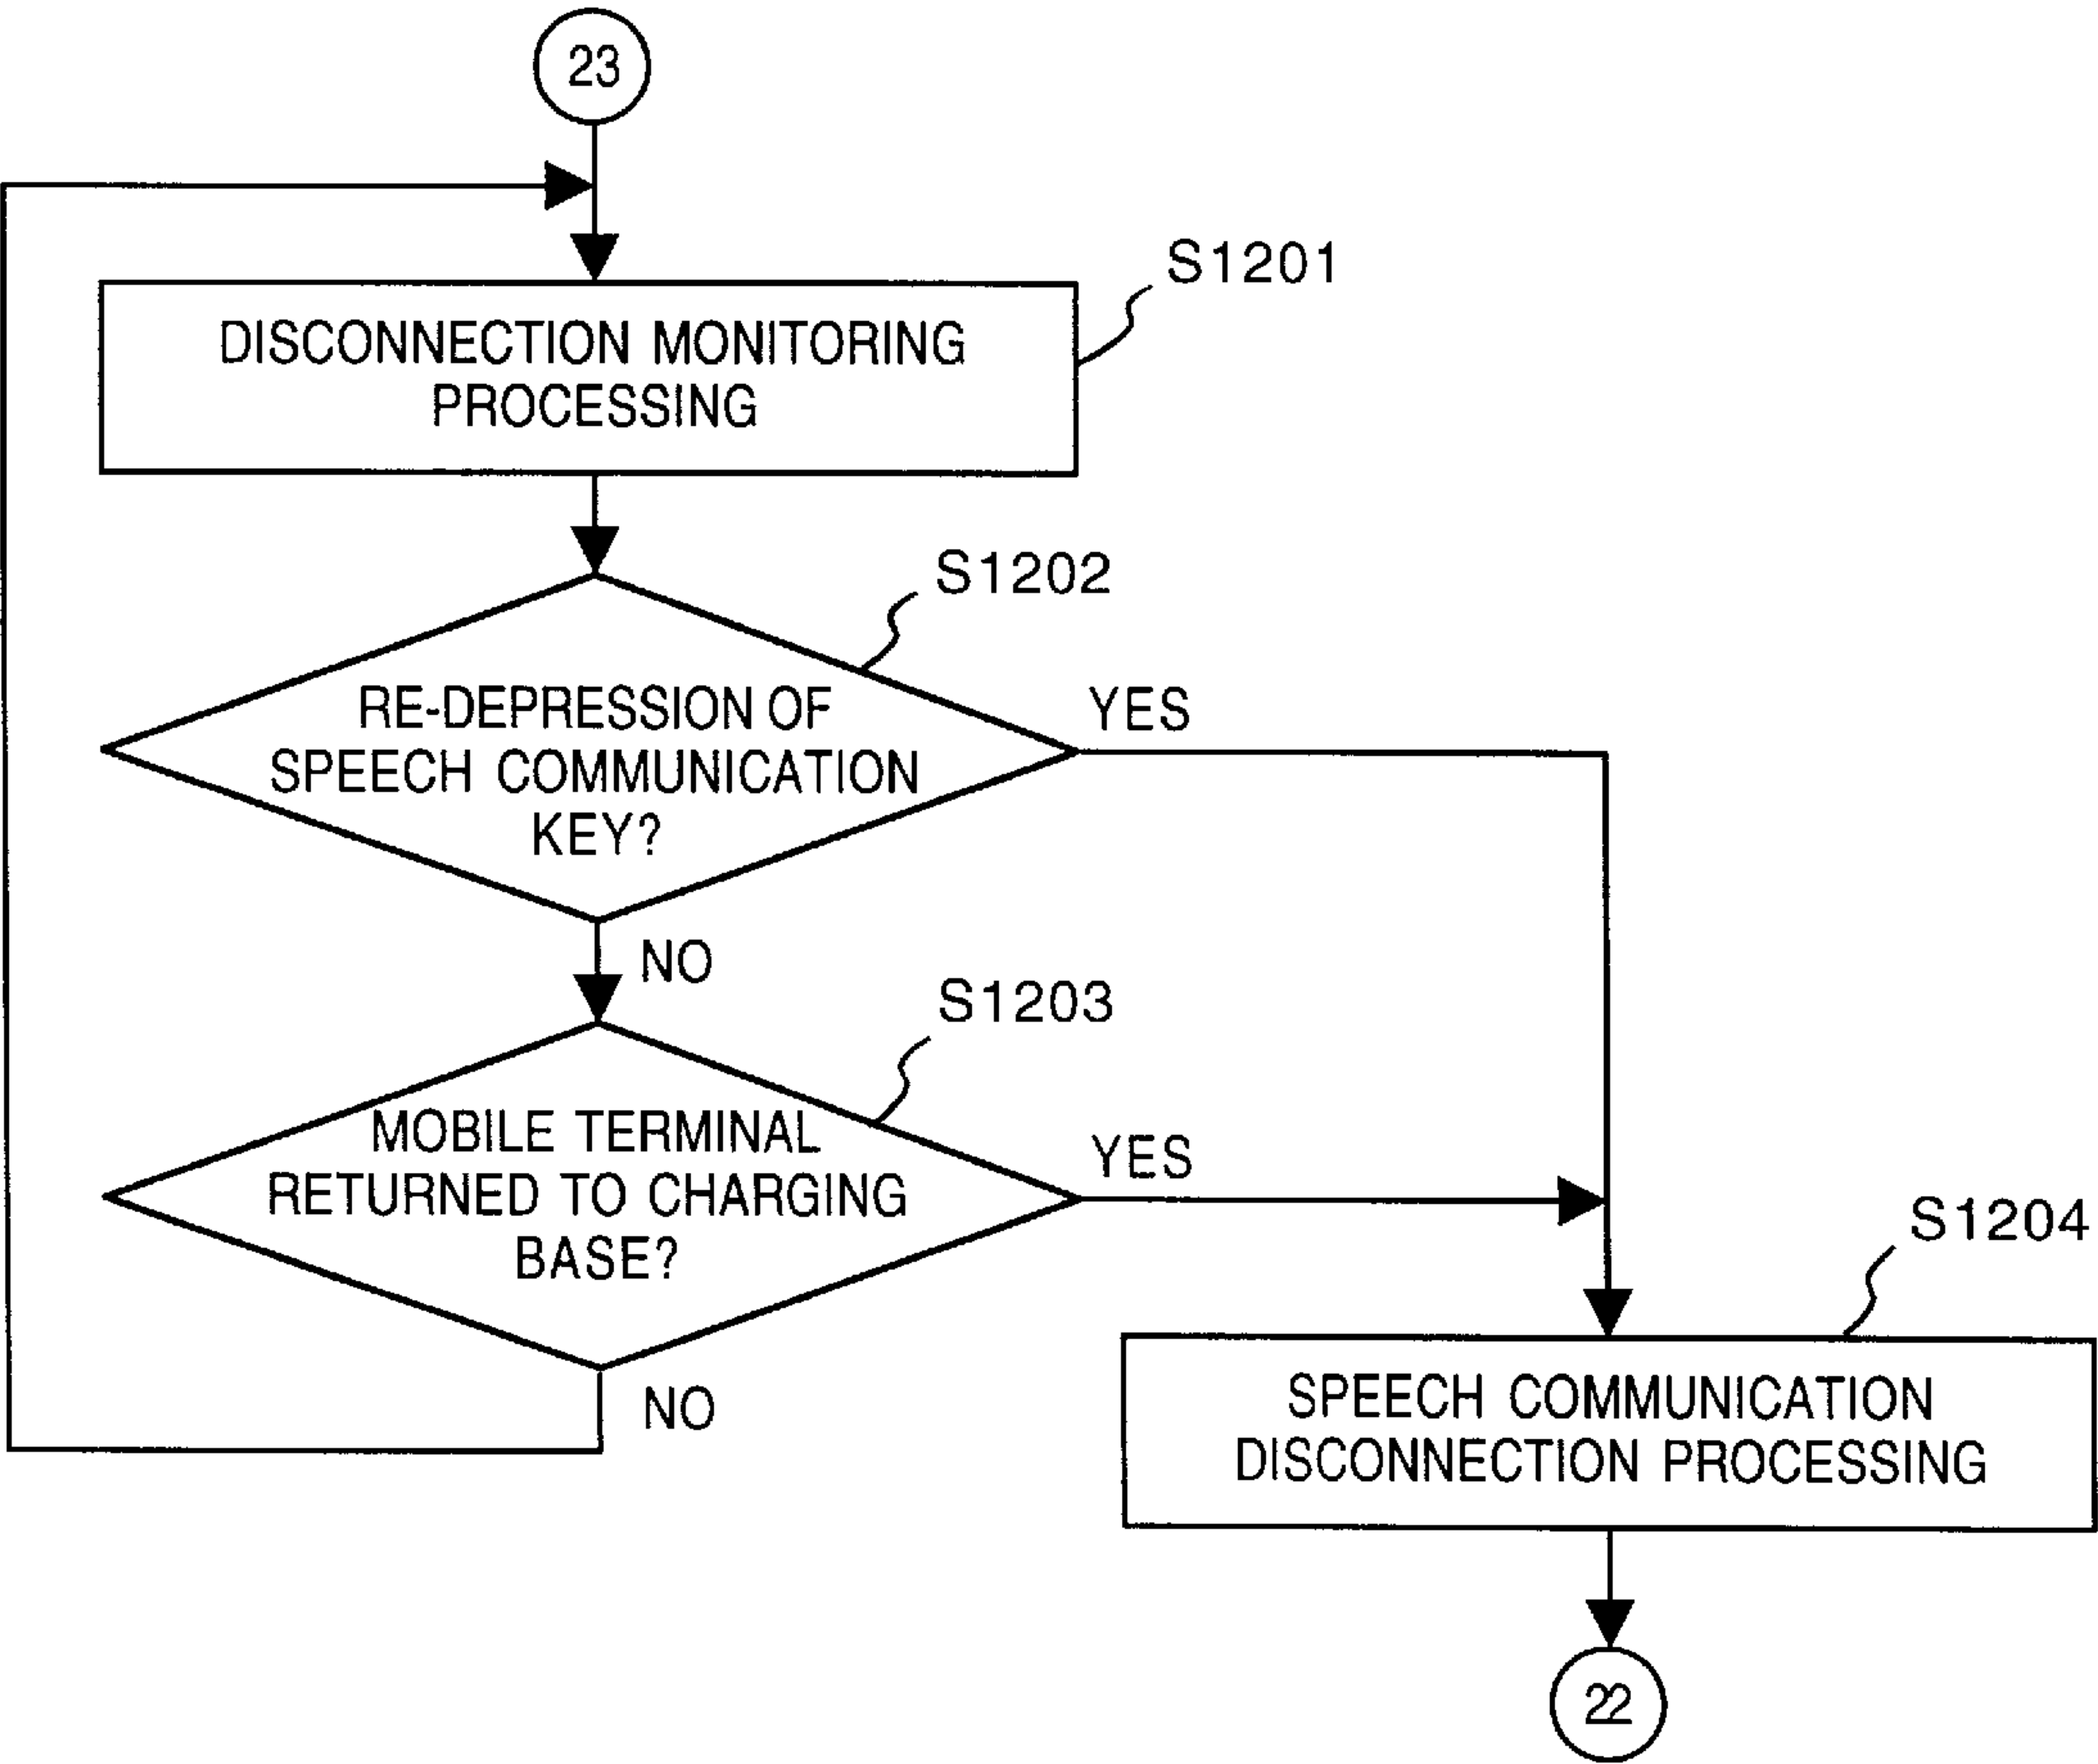 23
S1201
DISCONNECTION MONITORING
PROCESSING
S1202
RE-DEPRESSION OF
SPEECH COMMUNICATION
KEY?
YES
NO
S1203
MOBILE TERMINAL
RETURNED TO CHARGING
BASE?
YES
NO
S1204
SPEECH COMMUNICATION
DISCONNECTION PROCESSING
22